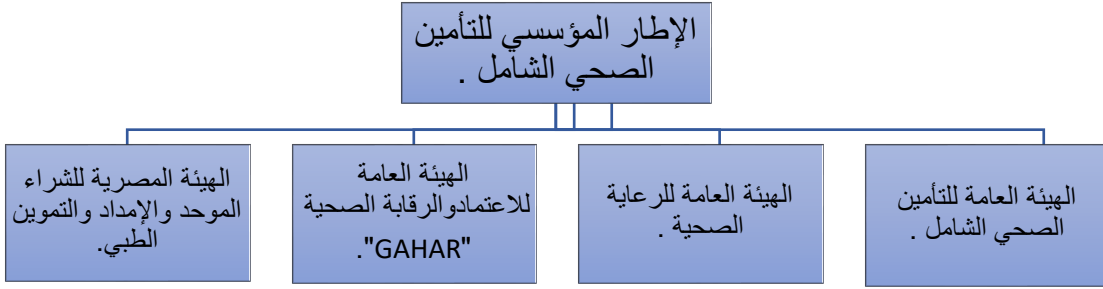 الإطار المؤسسي للتأمين
الصحي الشامل .
الهيئة العامة للتأمين
الصحي الشامل .
الهيئة العامة للرعاية
الصحية .
الهيئة العامة
للاعتمادوالرقابة الصحية
"GAHAR".
الهيئة المصرية للشراء
الموحد والإمداد والتموين
الطبي.